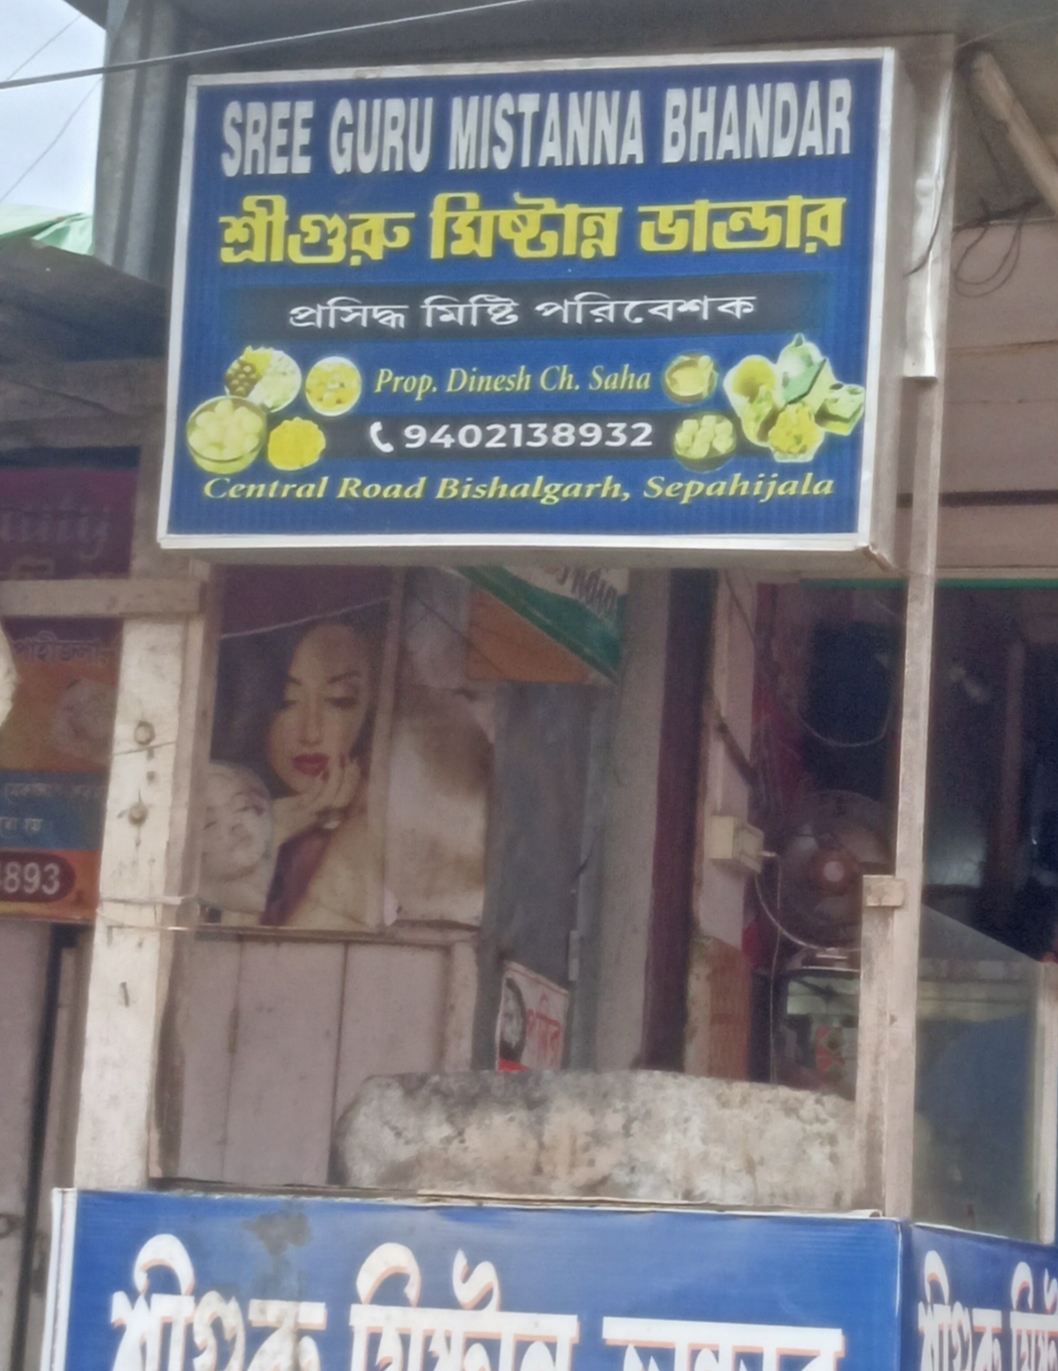 SREE GURU MISTANNA BHANDAR
শ্রীগুরু মিষ্টান্ন ভান্ডার
প্রসিদ্ধ মিষ্টি পরিবেশক
Prop. Dinesh Ch. Saha
9402138932
Central Road Bishalgarh, Sepahijala
893
শ্রীগুরু মিষ্টান্ন ভান্ডার
শ্রীগুরু